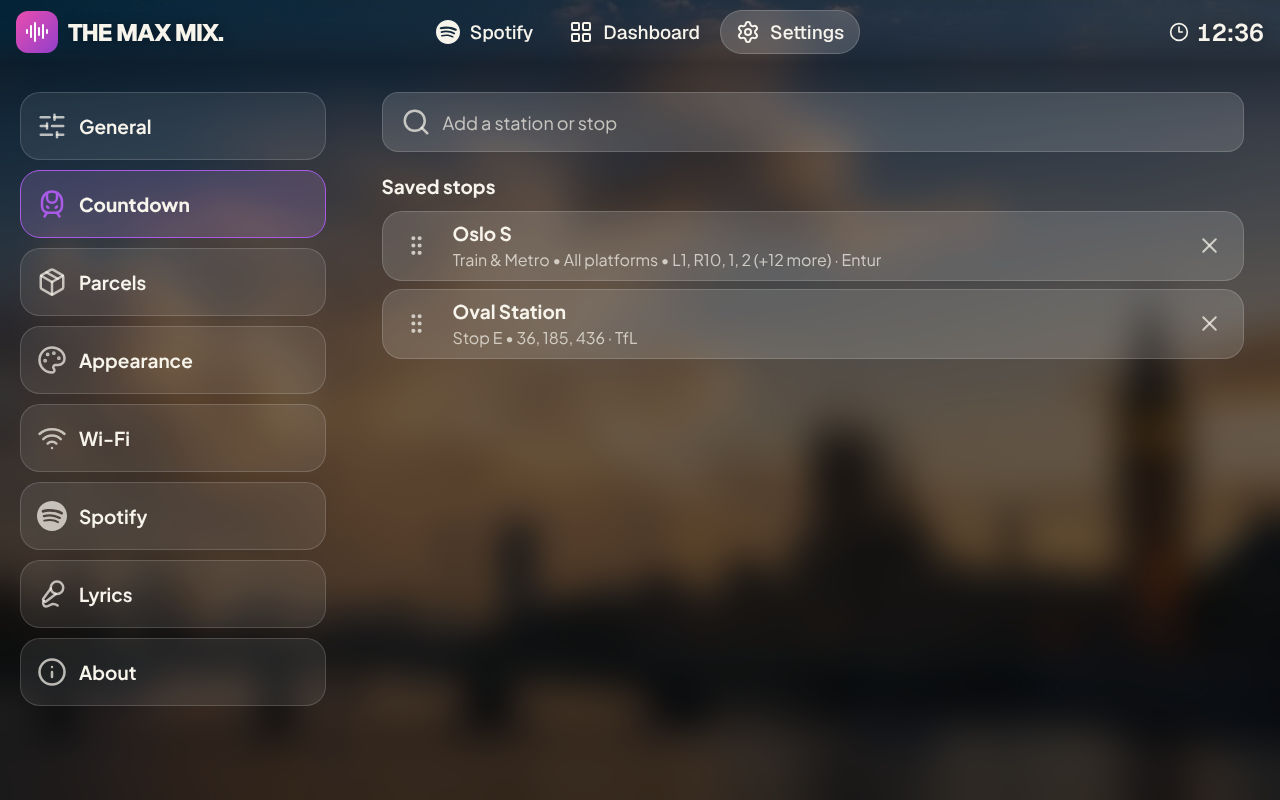 THE MAX MIX.
Spotify
Dashboard
Settings
12:36
General
Countdown
Parcels
Appearance
Wi-Fi
Spotify
Lyrics
About
Add a station or stop
Saved stops
Oslo S
Train & Metro • All platforms • L1, R10, 1, 2 (+12 more) · Entur
Oval Station
Stop E • 36, 185, 436 · TfL